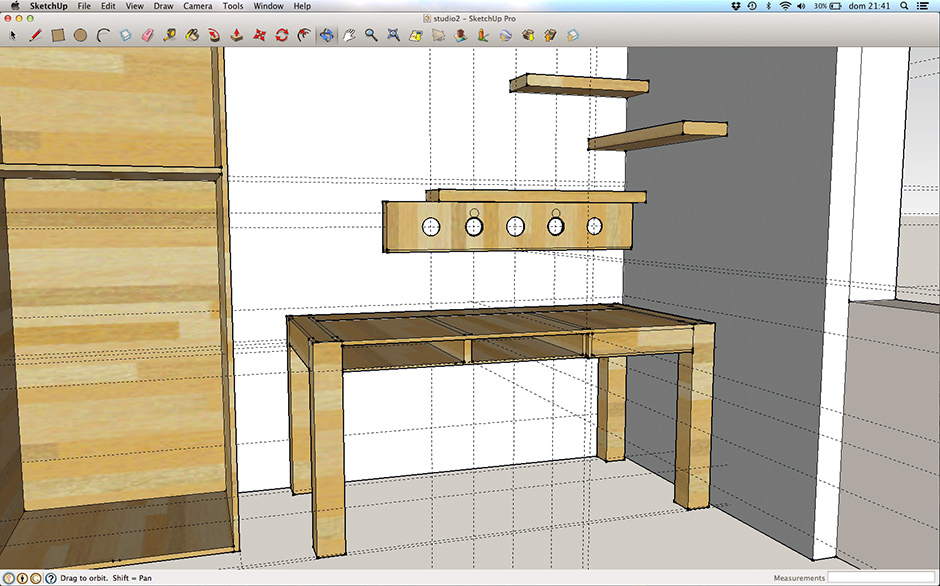 SketchUp File Edit View Draw Camera Tools Window Help 30% dom 21:41
studio2 – SketchUp Pro
Drag to orbit. Shift = Pan Measurements